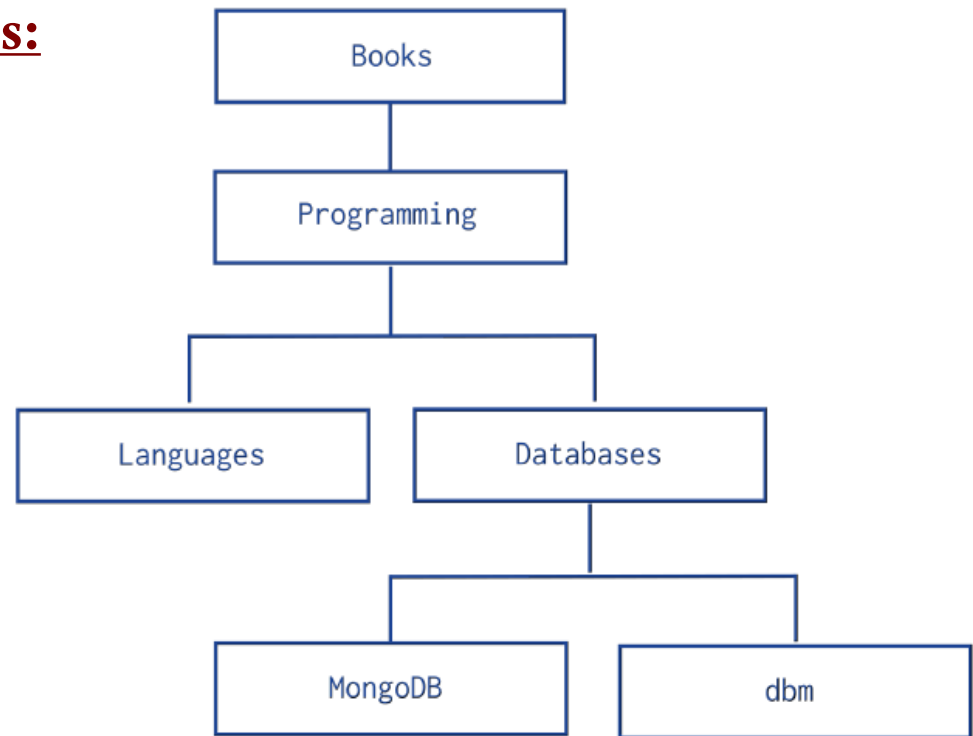 s:
Books
Programming
Languages
Databases
MongoDB
dbm